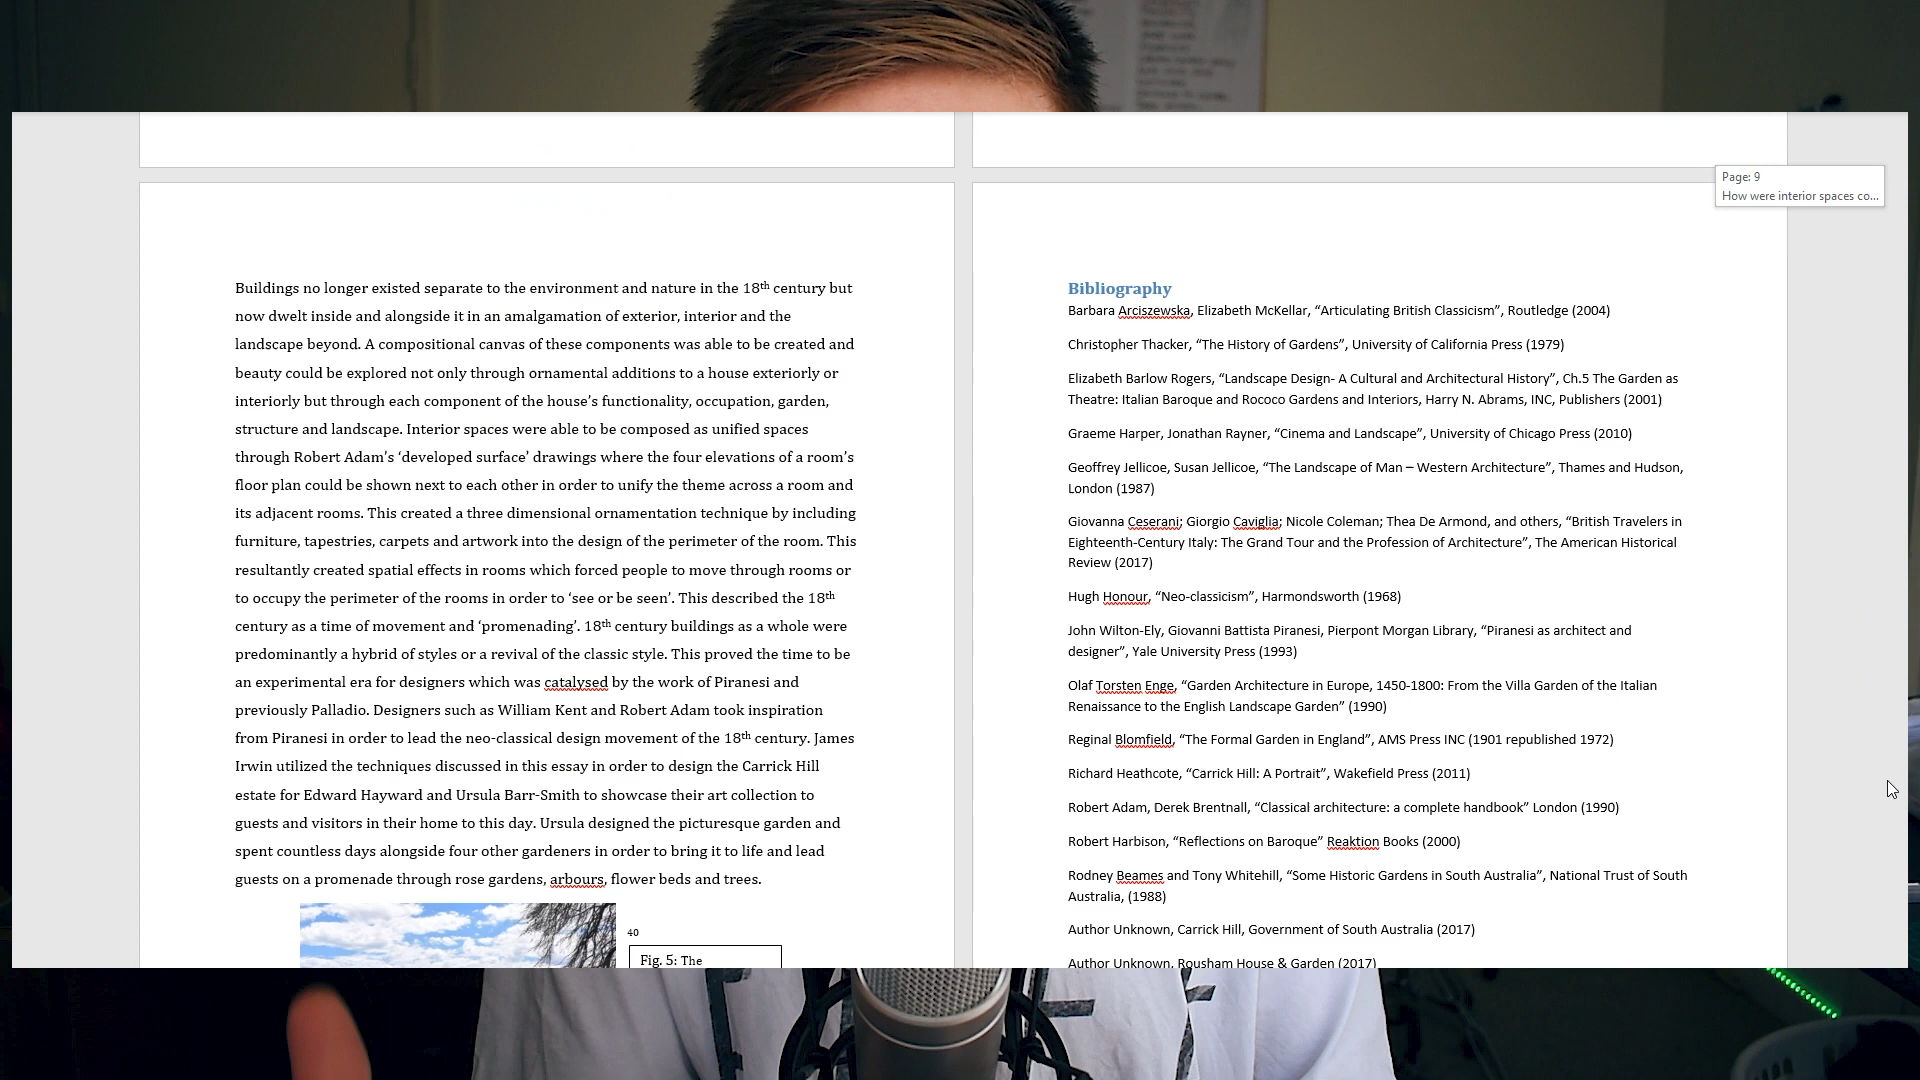 Page: 9
How were interior spaces co...
Buildings no longer existed separate to the environment and nature in the 18th century but
now dwelt inside and alongside it in an amalgamation of exterior, interior and the
landscape beyond. A compositional canvas of these components was able to be created and
beauty could be explored not only through ornamental additions to a house exteriorly or
interiorly but through each component of the house’s functionality, occupation, garden,
structure and landscape. Interior spaces were able to be composed as unified spaces
through Robert Adam’s ‘developed surface’ drawings where the four elevations of a room’s
floor plan could be shown next to each other in order to unify the theme across a room and
its adjacent rooms. This created a three dimensional ornamentation technique by including
furniture, tapestries, carpets and artwork into the design of the perimeter of the room. This
resultantly created spatial effects in rooms which forced people to move through rooms or
to occupy the perimeter of the rooms in order to ‘see or be seen’. This described the 18th
century as a time of movement and ‘promenading’. 18th century buildings as a whole were
predominantly a hybrid of styles or a revival of the classic style. This proved the time to be
an experimental era for designers which was catalysed by the work of Piranesi and
previously Palladio. Designers such as William Kent and Robert Adam took inspiration
from Piranesi in order to lead the neo-classical design movement of the 18th century. James
Irwin utilized the techniques discussed in this essay in order to design the Carrick Hill
estate for Edward Hayward and Ursula Barr-Smith to showcase their art collection to
guests and visitors in their home to this day. Ursula designed the picturesque garden and
spent countless days alongside four other gardeners in order to bring it to life and lead
guests on a promenade through rose gardens, arbours, flower beds and trees.
40
Fig. 5: The
Bibliography
Barbara Arciszewska, Elizabeth McKellar, “Articulating British Classicism”, Routledge (2004)
Christopher Thacker, “The History of Gardens”, University of California Press (1979)
Elizabeth Barlow Rogers, “Landscape Design- A Cultural and Architectural History”, Ch.5 The Garden as
Theatre: Italian Baroque and Rococo Gardens and Interiors, Harry N. Abrams, INC, Publishers (2001)
Graeme Harper, Jonathan Rayner, “Cinema and Landscape”, University of Chicago Press (2010)
Geoffrey Jellicoe, Susan Jellicoe, “The Landscape of Man – Western Architecture”, Thames and Hudson,
London (1987)
Giovanna Ceserani; Giorgio Caviglia; Nicole Coleman; Thea De Armond, and others, “British Travelers in
Eighteenth-Century Italy: The Grand Tour and the Profession of Architecture”, The American Historical
Review (2017)
Hugh Honour, “Neo-classicism”, Harmondsworth (1968)
John Wilton-Ely, Giovanni Battista Piranesi, Pierpont Morgan Library, “Piranesi as architect and
designer”, Yale University Press (1993)
Olaf Torsten Enge, “Garden Architecture in Europe, 1450-1800: From the Villa Garden of the Italian
Renaissance to the English Landscape Garden” (1990)
Reginal Blomfield, “The Formal Garden in England”, AMS Press INC (1901 republished 1972)
Richard Heathcote, “Carrick Hill: A Portrait”, Wakefield Press (2011)
Robert Adam, Derek Brentnall, “Classical architecture: a complete handbook” London (1990)
Robert Harbison, “Reflections on Baroque” Reaktion Books (2000)
Rodney Beames and Tony Whitehill, “Some Historic Gardens in South Australia”, National Trust of South
Australia, (1988)
Author Unknown, Carrick Hill, Government of South Australia (2017)
Author Unknown, Rousham House & Garden (2017)